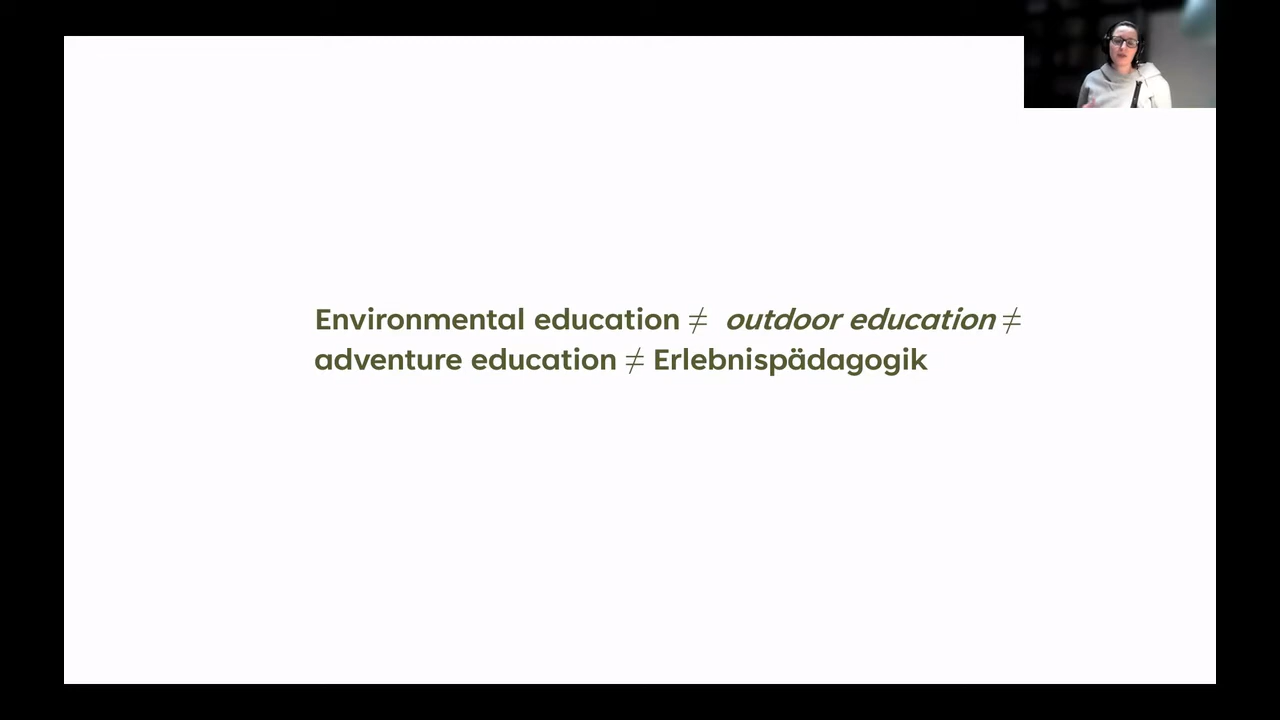 Environmental education ≠ outdoor education ≠
adventure education ≠ Erlebnispädagogik